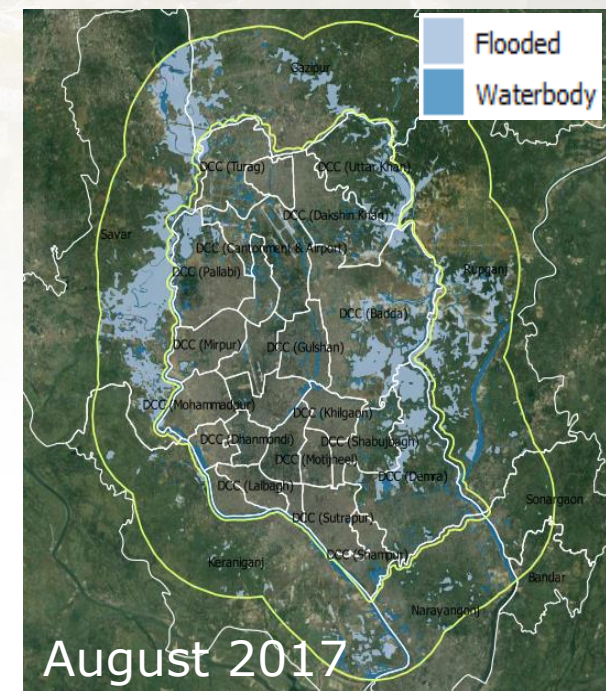 Flooded
Waterbody
Gazipur
DCC (Turag)
DCC (Uttar Khan)
DCC (Dakshin Khan)
Savar
DCC (Cantonment & Airport)
DCC (Pallabi)
Rupganj
DCC (Badda)
DCC (Mirpur)
DCC (Gulshan)
DCC (Mohammadpur)
DCC (Khilgaon)
DCC (Dhanmondi)
DCC (Shabujbagh)
DCC (Motijheel)
DCC (Demra)
DCC (Lalbagh)
Sonargaon
DCC (Sutrapur)
DCC (Shampur)
Keraniganj
Bandar
Narayangonj
August 2017